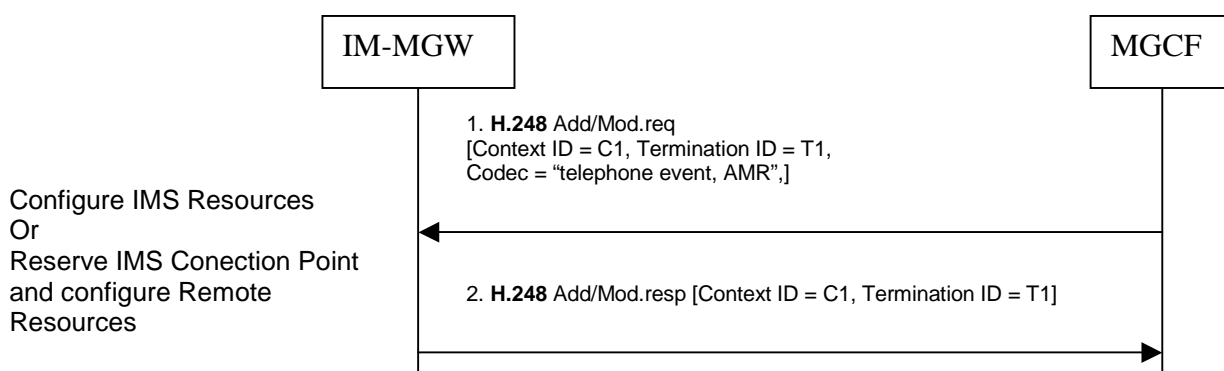 IM-MGW
MGCF
1. H.248 Add/Mod.req
[Context ID = C1, Termination ID = T1,
Codec = “telephone event, AMR”,]
Configure IMS Resources
Or
Reserve IMS Conection Point
and configure Remote
Resources
2. H.248 Add/Mod.resp [Context ID = C1, Termination ID = T1]